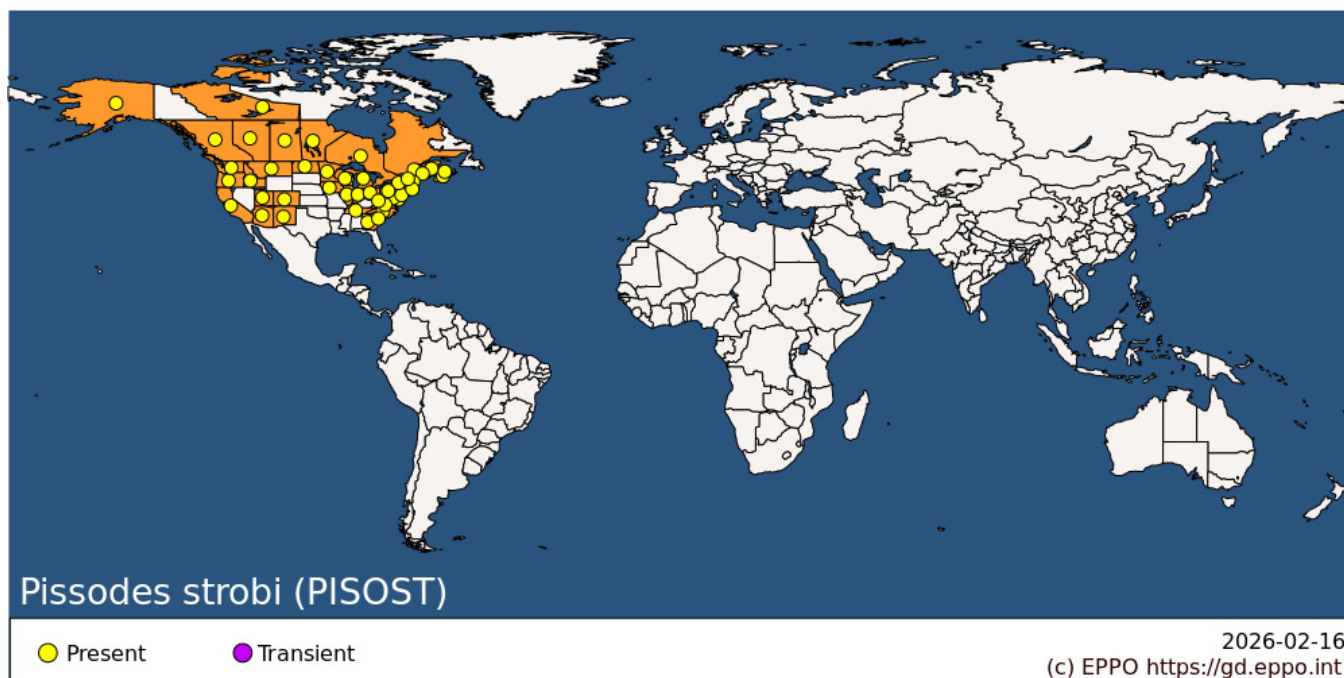 Pissodes strobi (PISOST)
Present
Transient
2026-02-16
(c) EPPO https://gd.eppo.int